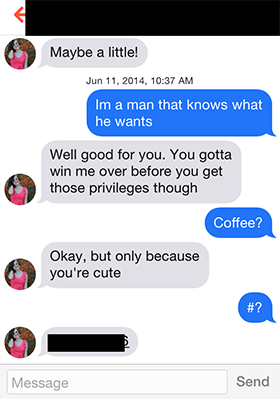 Maybe a little!
Jun 11, 2014, 10:37 AM
Im a man that knows what
he wants
Well good for you. You gotta
win me over before you get
those privileges though
Coffee?
Okay, but only because
you're cute
#?
Message
Send